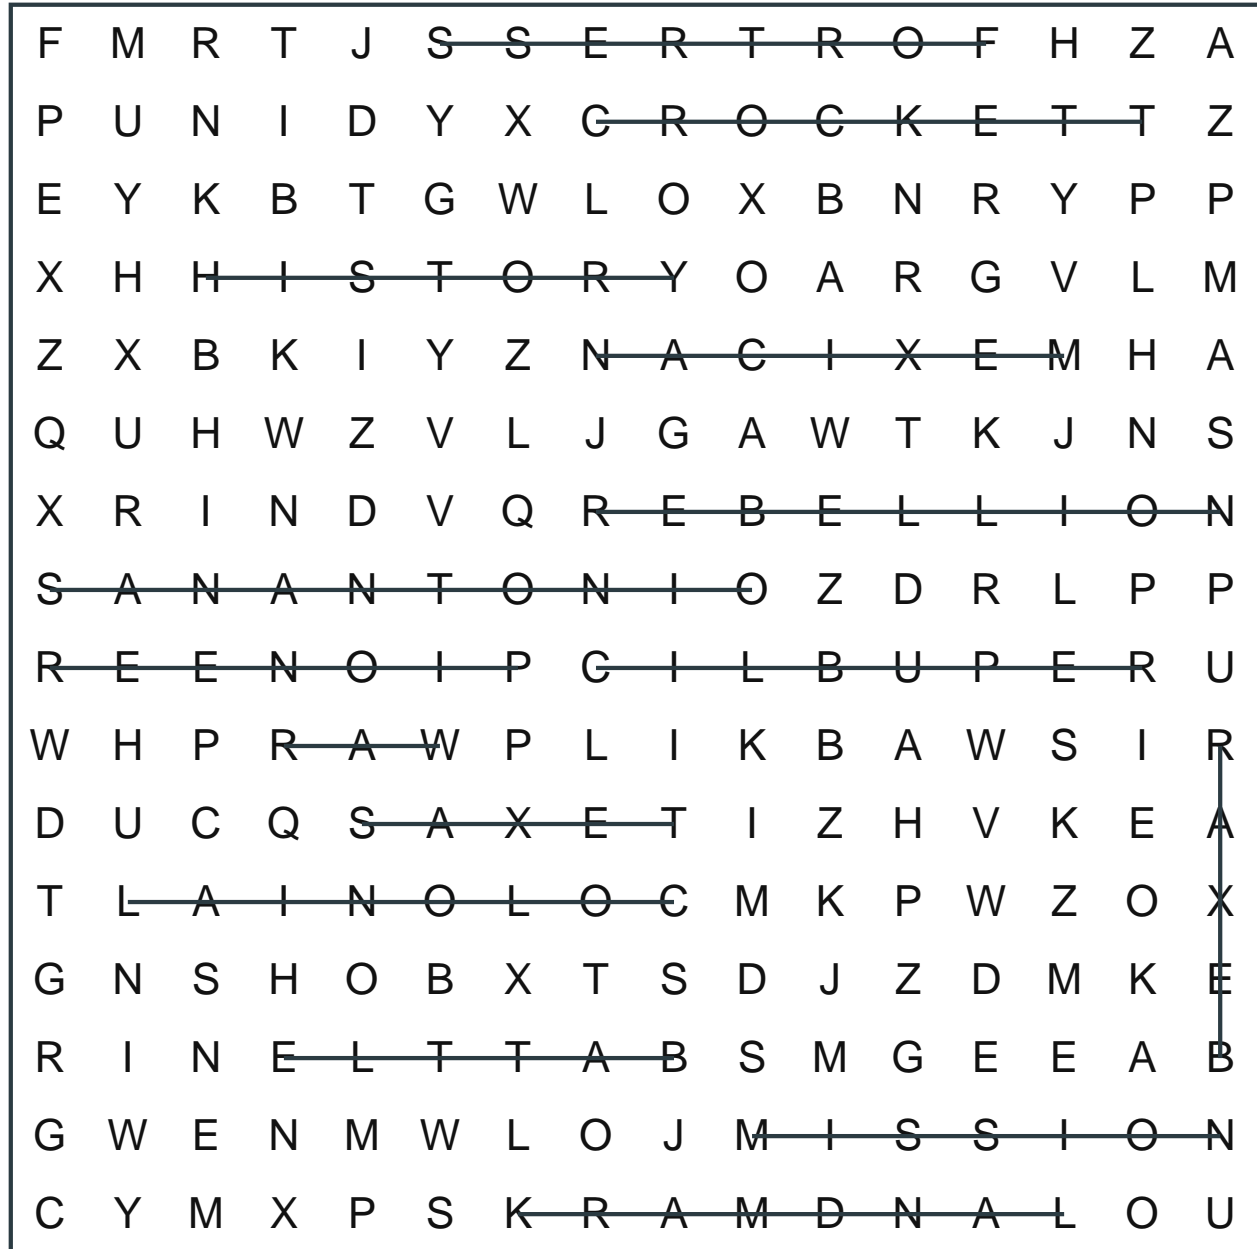 F M R T J S S E R T R O F H Z A
P U N I D Y X C R O C K E T T Z
E Y K B T G W L O X B N R Y P P
X H H I S T O R Y O A R G V L M
Z X B K I Y Z N A C I X E M H A
Q U H W Z V L J G A W T K J N S
X R I N D V Q R E B E L L I O N
S A N A N T O N I O Z D R L P P
R E E N O I P C I L B U P E R U
W H P R A W P L I K B A W S I R
D U C Q S A X E T I Z H V K E A
T L A I N O L O C M K P W Z O X
G N S H O B X T S D J Z D M K E
R I N E L T T A B S M G E E A B
G W E N M W L O J M I S S I O N
C Y M X P S K R A M D N A L O U